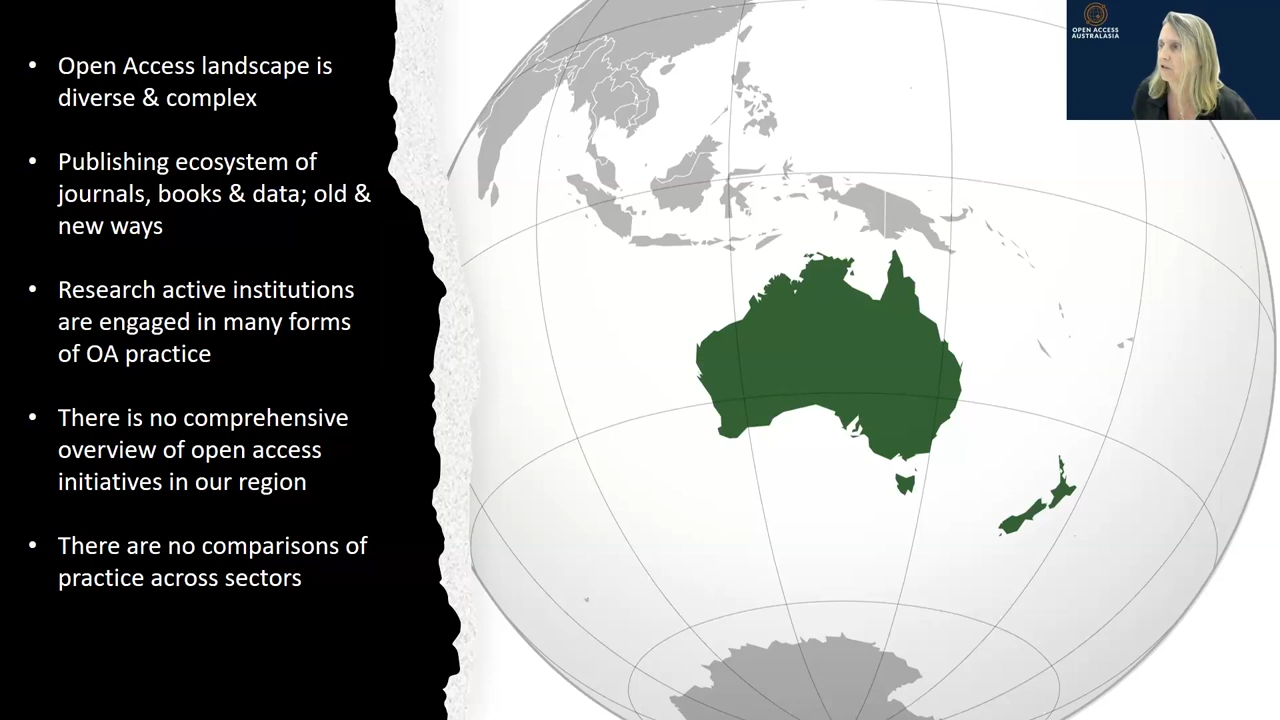 • Open Access landscape is
diverse & complex
• Publishing ecosystem of
journals, books & data; old &
new ways
• Research active institutions
are engaged in many forms
of OA practice
• There is no comprehensive
overview of open access
initiatives in our region
• There are no comparisons of
practice across sectors
OPEN ACCESS
AUSTRALASIA